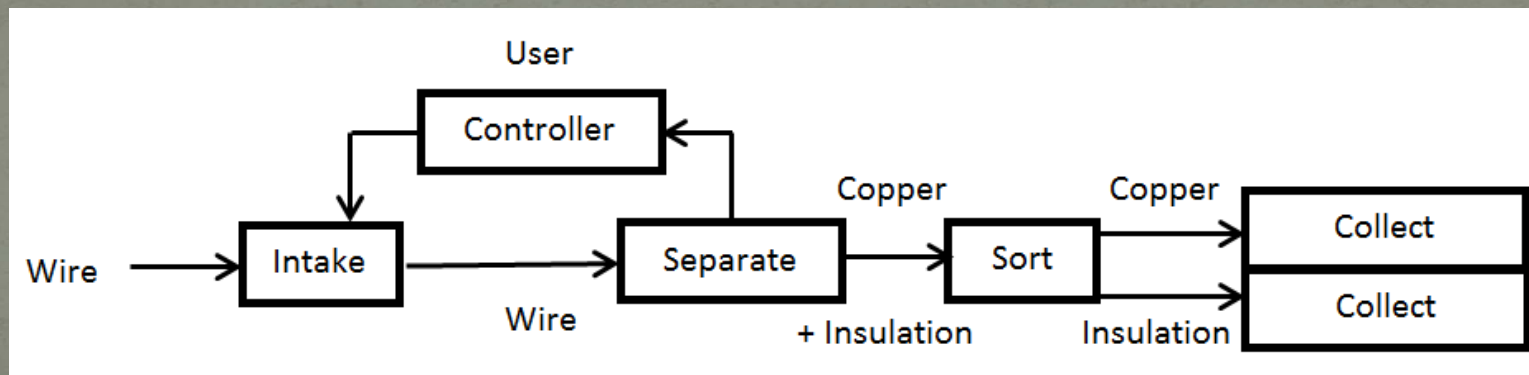 User
Controller
Copper
Copper
Collect
Wire
Intake
Separate
Sort
Wire
+ Insulation
Insulation
Collect